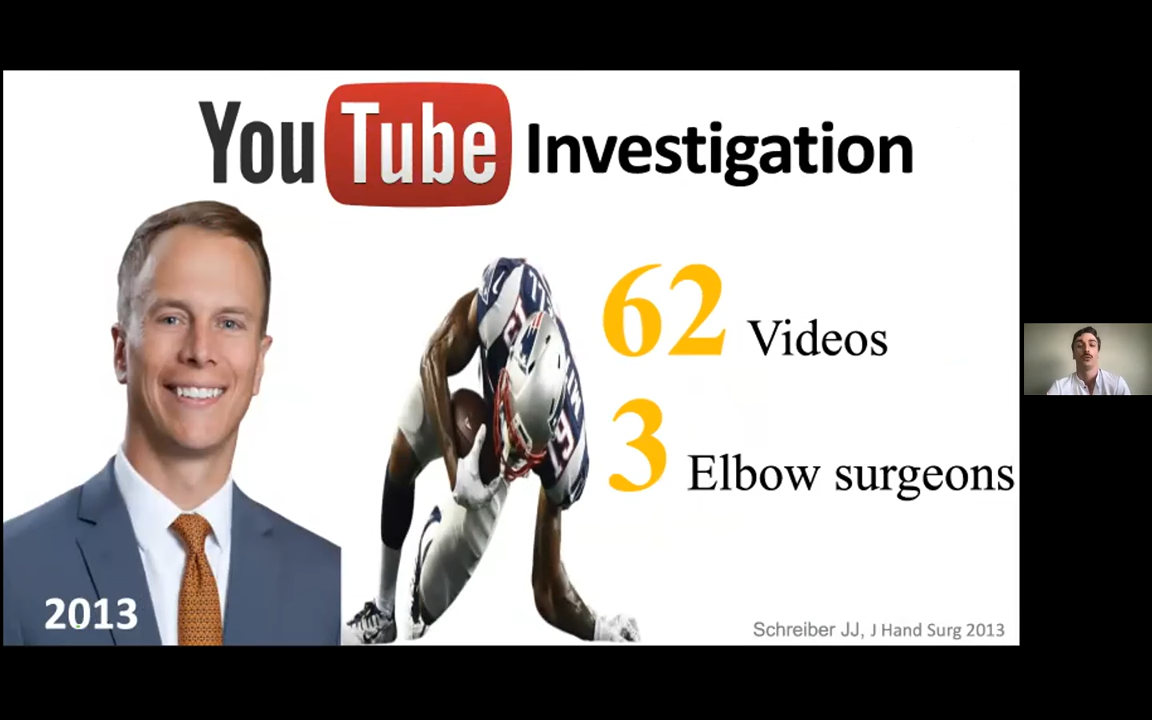 YouTube Investigation
62 Videos
3 Elbow surgeons
2013
Schreiber JJ, J Hand Surg 2013